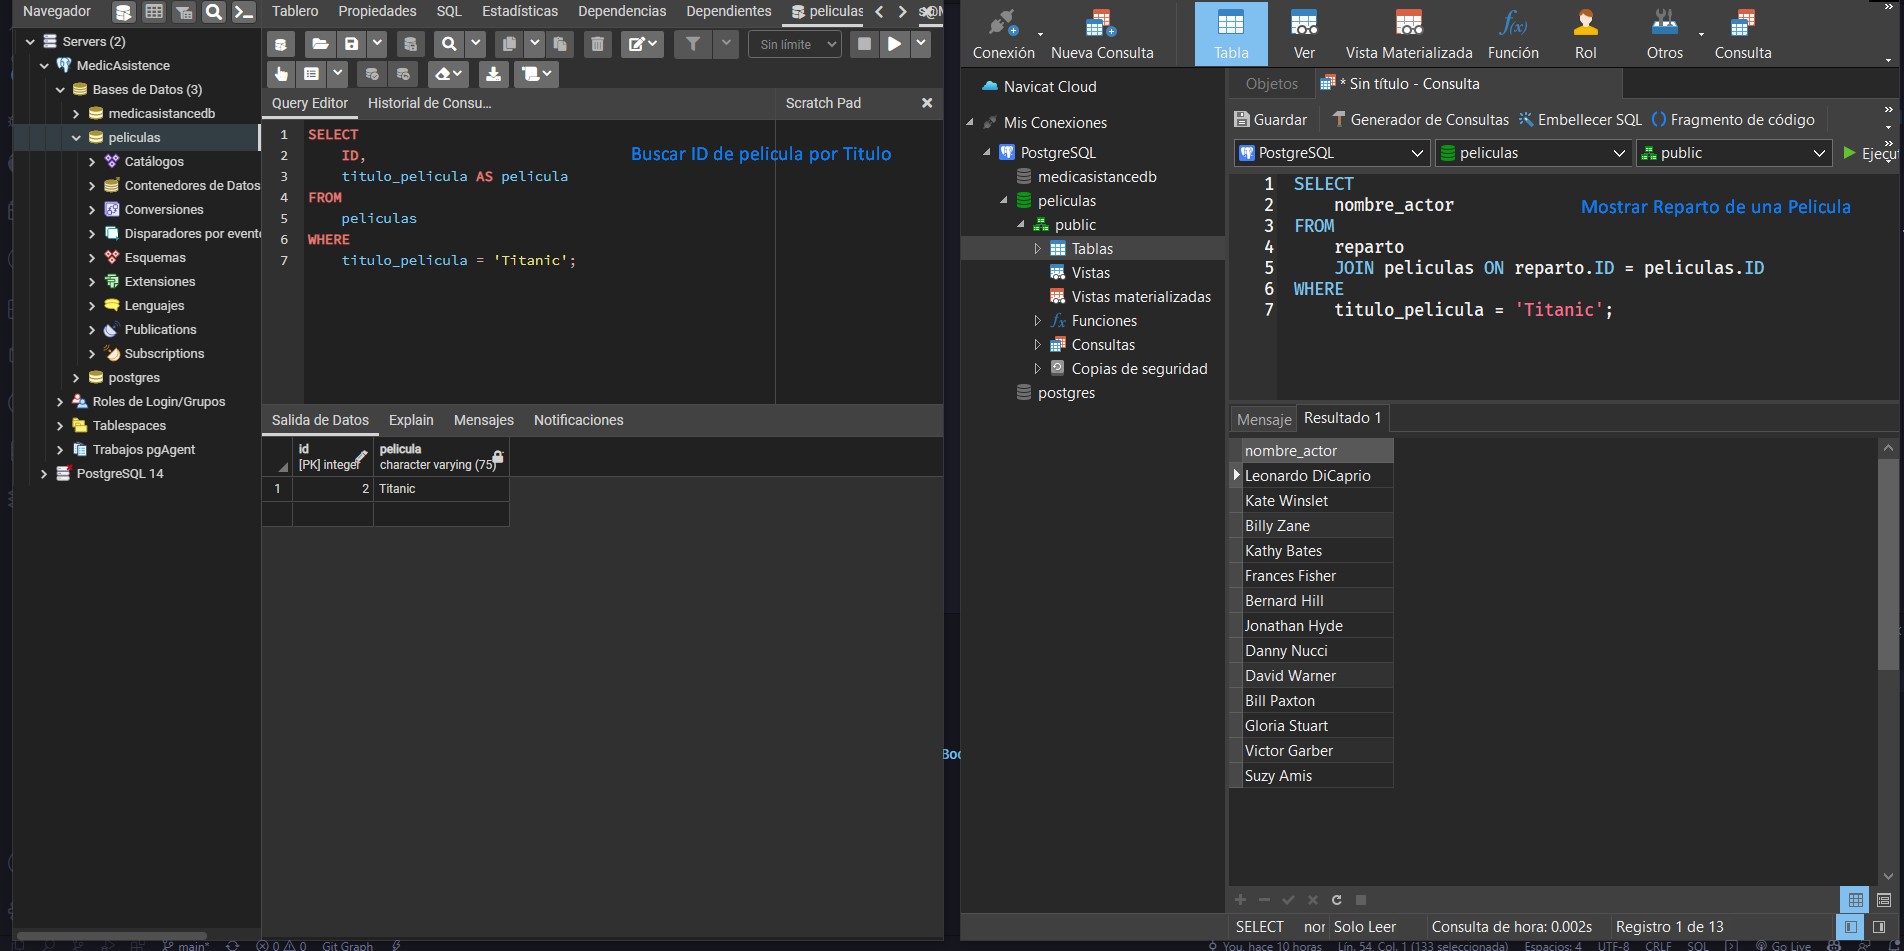 Navegador
Servers (2)
MedicAsistence
Bases de Datos (3)
medicasistancedb
peliculas
Catálogos
Contenedores de Datos
Conversiones
Disparadores por evento
Esquemas
Extensiones
Lenguajes
Publications
Subscriptions
postgres
Roles de Login/Grupos
Tablespaces
Trabajos pgAgent
PostgreSQL 14
Tablero Propiedades SQL Estadísticas Dependencias Dependientes peliculas
Sin límite
Query Editor Historial de Consu... Scratch Pad
1 SELECT
2 ID,
3 titulo_pelicula AS pelicula
4 FROM
5 peliculas
6 WHERE
7 titulo_pelicula = 'Titanic';
Buscar ID de pelicula por Titulo
Salida de Datos Explain Mensajes Notificaciones
id pelicula
[PK] integer character varying (75)
1 2 Titanic
Conexión Nueva Consulta Tabla Ver Vista Materializada Función Rol Otros Consulta
Navicat Cloud
Mis Conexiones
PostgreSQL
medicasistancedb
peliculas
public
Tablas
Vistas
Vistas materializadas
Funciones
Consultas
Copias de seguridad
postgres
Objetos * Sin título - Consulta
Guardar Generador de Consultas Embellecer SQL () Fragmento de código
PostgreSQL peliculas public Ejecu
1 SELECT
2 nombre_actor
3 FROM
4 reparto
5 JOIN peliculas ON reparto.ID = peliculas.ID
6 WHERE
7 titulo_pelicula = 'Titanic';
Mostrar Reparto de una Pelicula
Mensaje Resultado 1
nombre_actor
Leonardo DiCaprio
Kate Winslet
Billy Zane
Kathy Bates
Frances Fisher
Bernard Hill
Jonathan Hyde
Danny Nucci
David Warner
Bill Paxton
Gloria Stuart
Victor Garber
Suzy Amis
SELECT nor Solo Leer Consulta de hora: 0.002s Registro 1 de 13
main* 0 0 Git Graph
You, hace 10 horas Lín. 54, Col. 1 (133 seleccionada) Espacios: 4 UTF-8 CRLF SQL Go Live